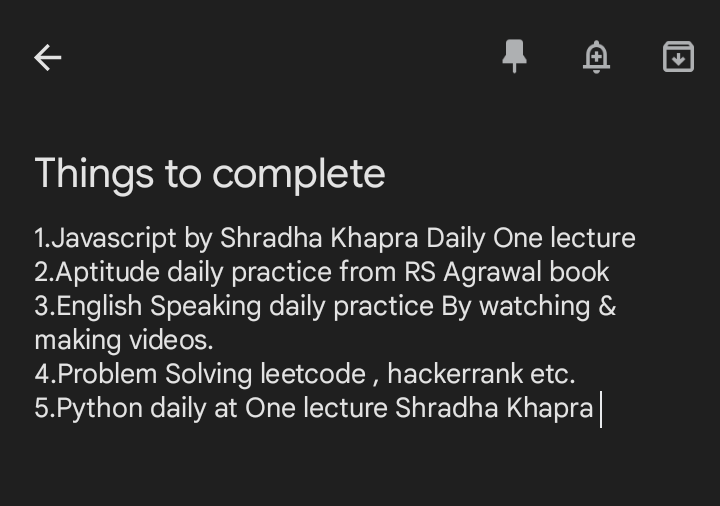 Things to complete
1.Javascript by Shradha Khapra Daily One lecture
2.Aptitude daily practice from RS Agrawal book
3.English Speaking daily practice By watching &
making videos.
4.Problem Solving leetcode , hackerrank etc.
5.Python daily at One lecture Shradha Khapra